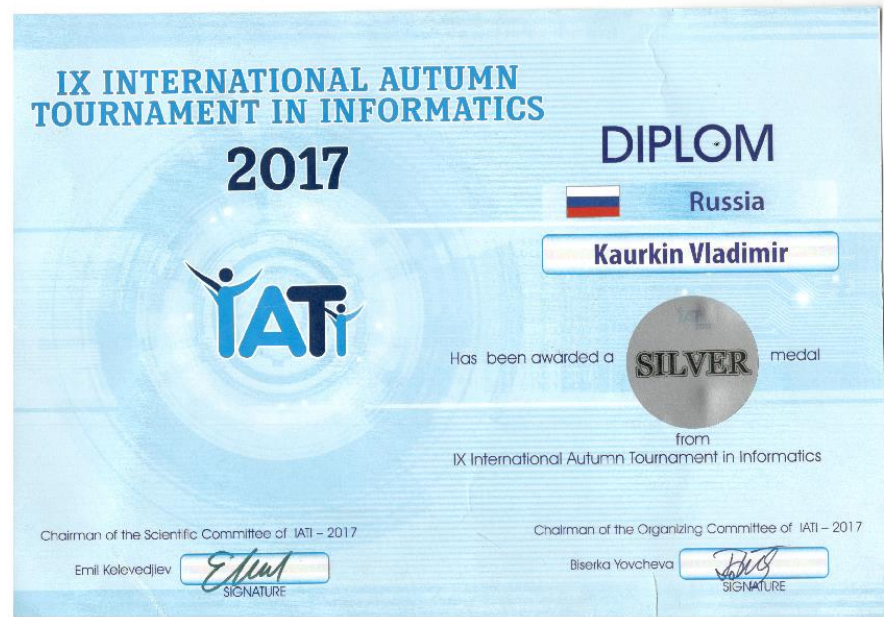 IX INTERNATIONAL AUTUMN
TOURNAMENT IN INFORMATICS
2017
IATI
DIPLOM
Russia
Kaurkin Vladimir
Has been awarded a SILVER medal
from
IX International Autumn Tournament in Informatics
Chairman of the Scientific Committee of IATI – 2017
Emil Kelevedjiev
SIGNATURE
Chairman of the Organizing Committee of IATI – 2017
Biserka Yovcheva
SIGNATURE